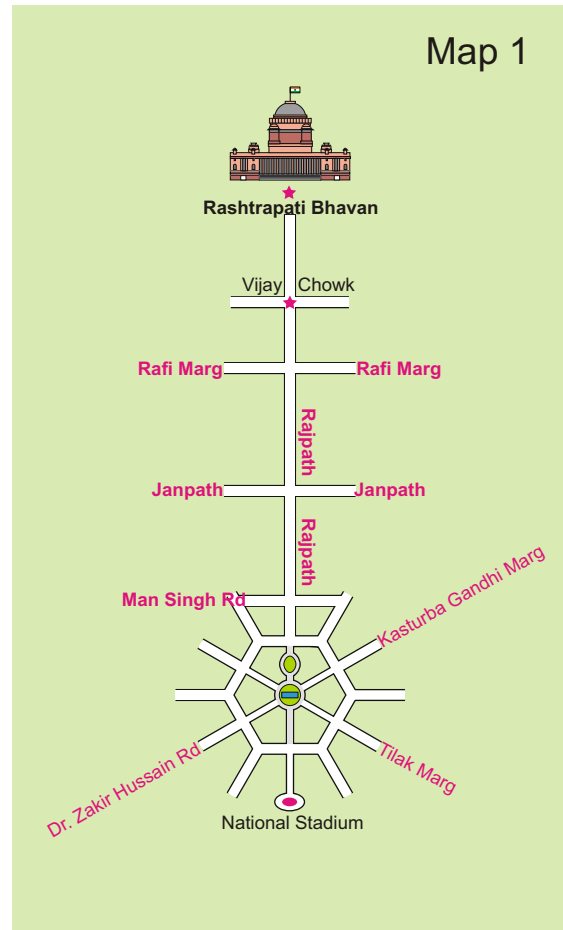 Map 1
Rashtrapati Bhavan
Vijay Chowk
Rafi Marg
Rafi Marg
Rajpath
Janpath
Janpath
Rajpath
Man Singh Rd
Kasturba Gandhi Marg
Dr. Zakir Hussain Rd
Tilak Marg
National Stadium